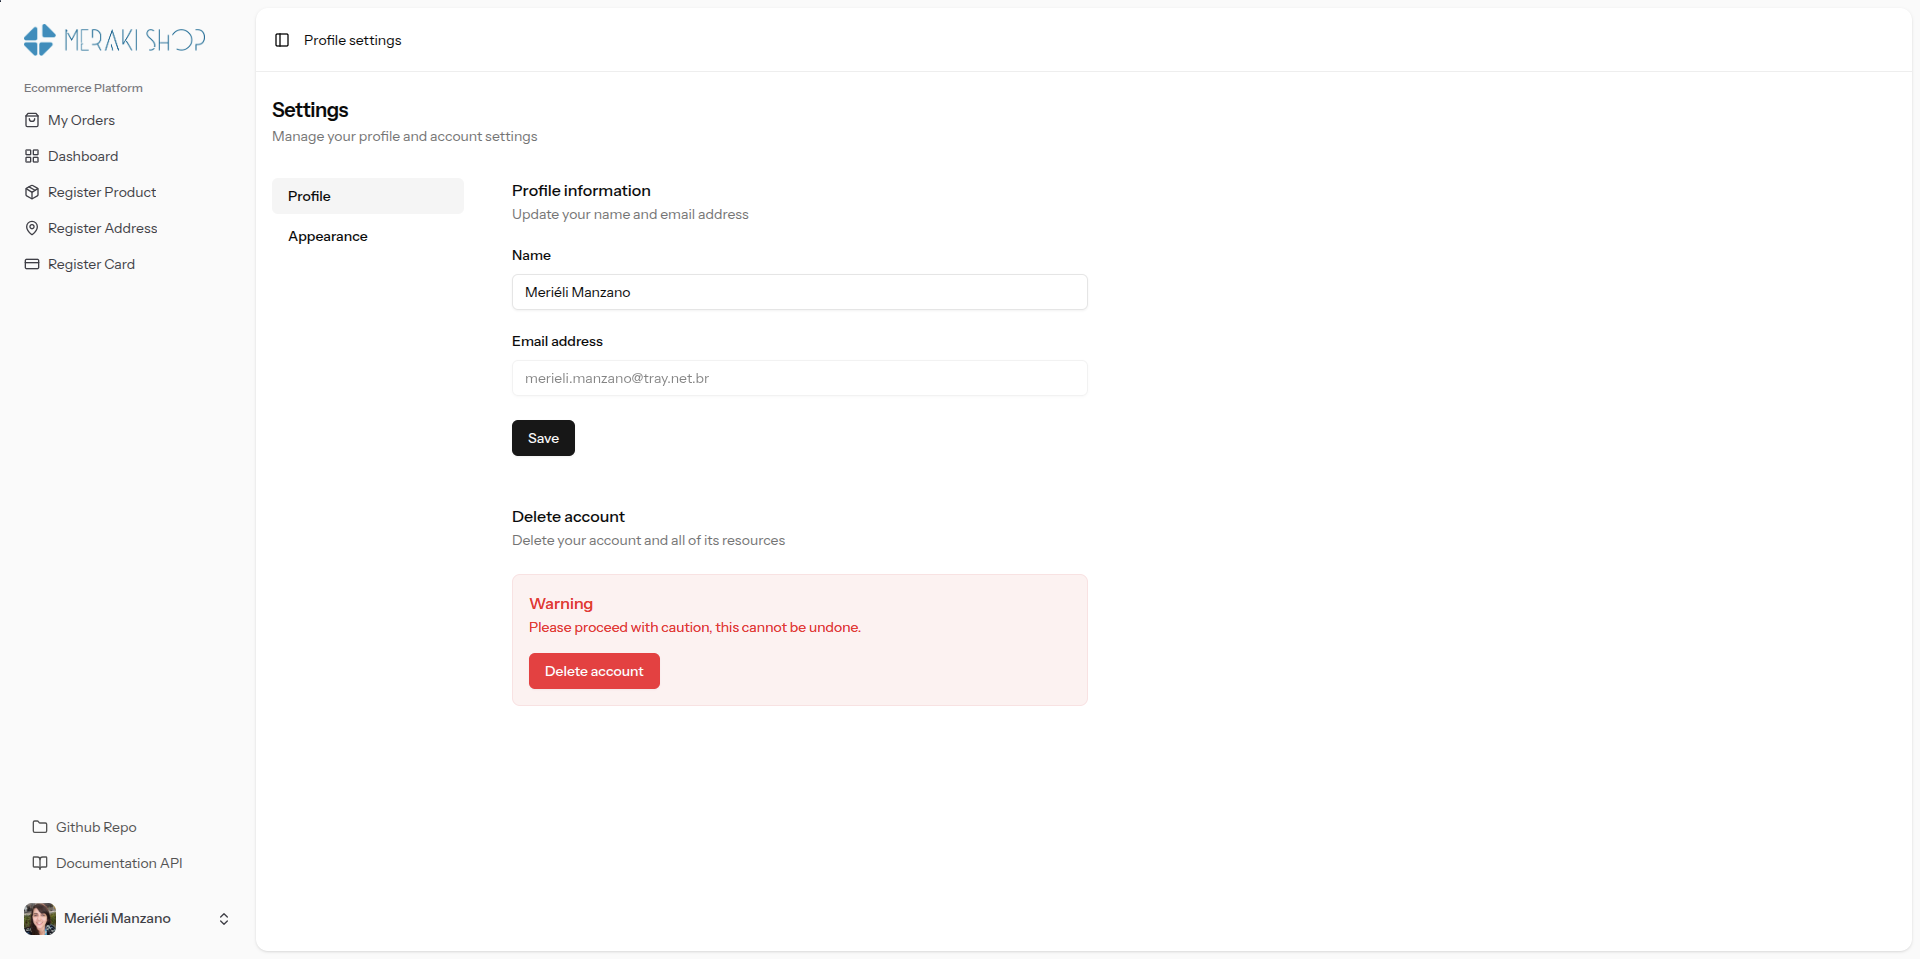 MERAKI SHOP
Ecommerce Platform
My Orders
Dashboard
Register Product
Register Address
Register Card
Github Repo
Documentation API
Meriéli Manzano
Profile settings
Settings
Manage your profile and account settings
Profile
Appearance
Profile information
Update your name and email address
Name
Meriéli Manzano
Email address
merieli.manzano@tray.net.br
Save
Delete account
Delete your account and all of its resources
Warning
Please proceed with caution, this cannot be undone.
Delete account